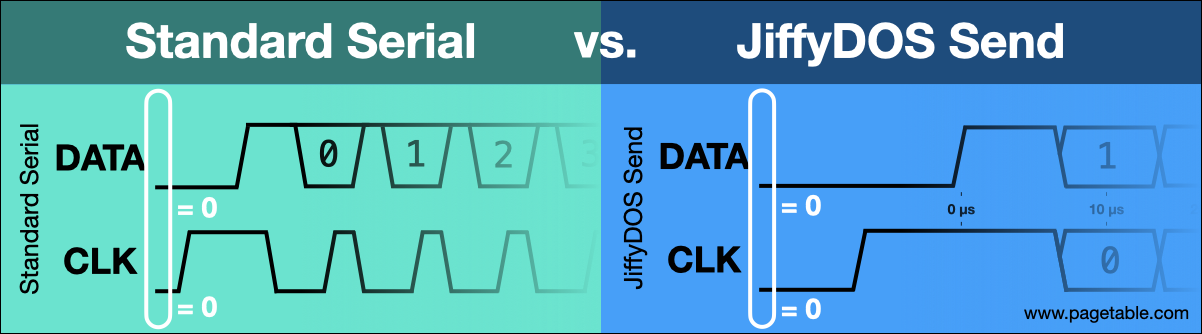 Standard Serial vs. JiffyDOS Send
Standard Serial
DATA
0 1 2 3
= 0
CLK
= 0
JiffyDOS Send
DATA
1
= 0
0 µs 10 µs
CLK
0
= 0
www.pagetable.com